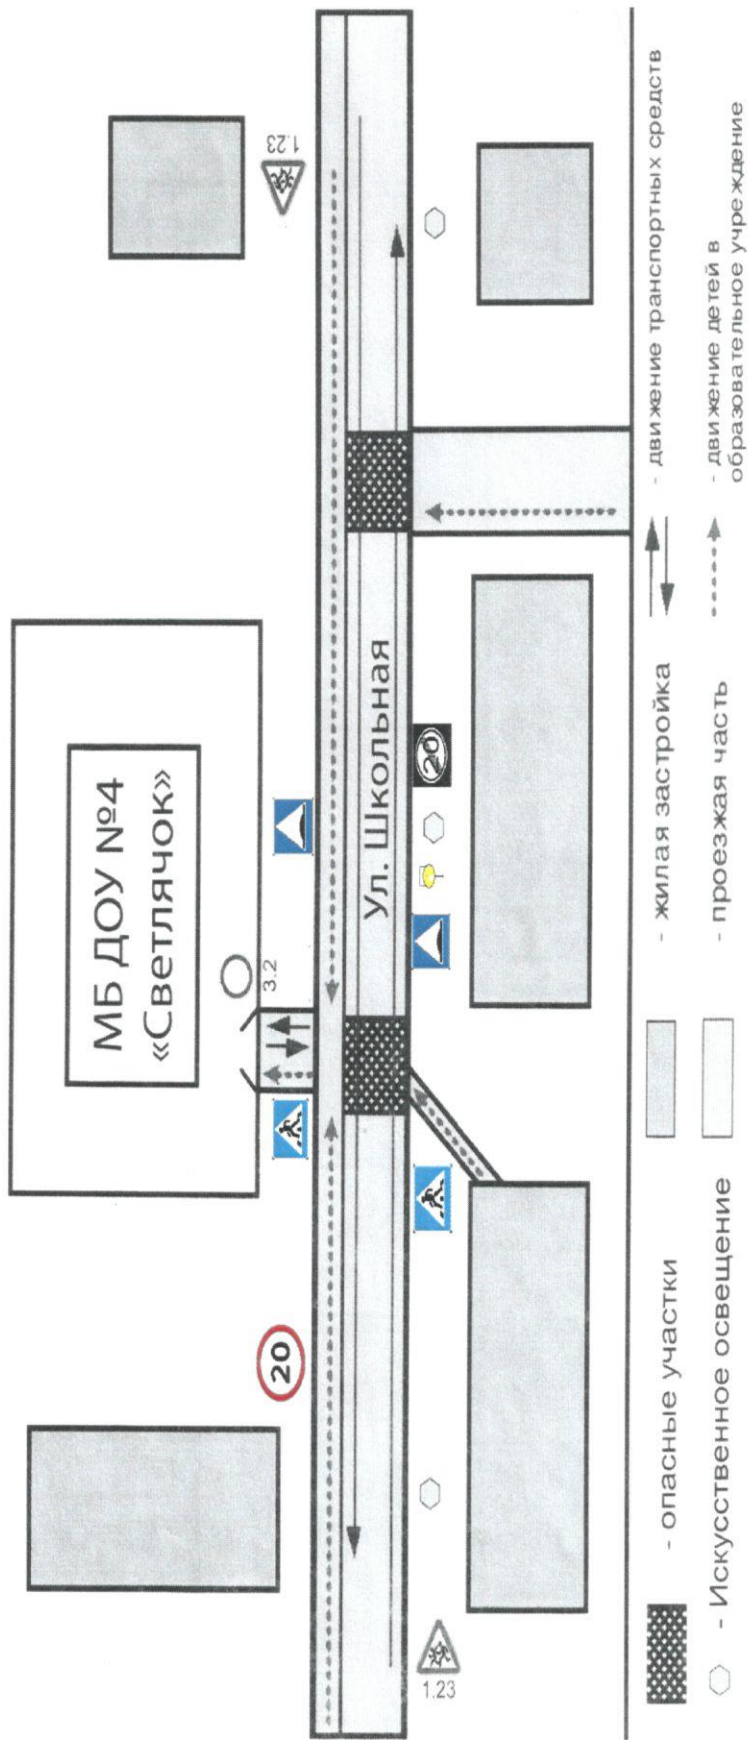 МБ ДОУ №4
«Светлячок»
3.2
1.23
20
Ул. Школьная
20
1.23
- опасные участки
- жилая застройка
- движение транспортных средств
- Искусственное освещение
- проезжая часть
- движение детей в
образовательное учреждение